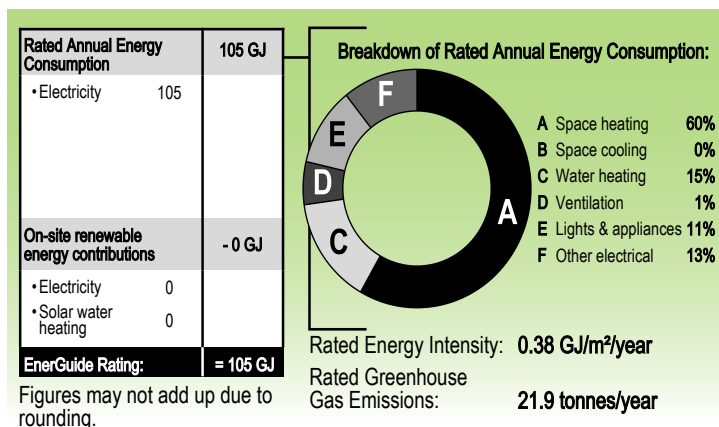 Rated Annual Energy
Consumption
105 GJ
•Electricity 105
On-site renewable
energy contributions
- 0 GJ
•Electricity 0
•Solar water
heating
0
EnerGuide Rating: = 105 GJ
Figures may not add up due to
rounding.
Breakdown of Rated Annual Energy Consumption:
F
E
D
C
A
A Space heating 60%
B Space cooling 0%
C Water heating 15%
D Ventilation 1%
E Lights & appliances 11%
F Other electrical 13%
Rated Energy Intensity: 0.38 GJ/m²/year
Rated Greenhouse
Gas Emissions: 21.9 tonnes/year